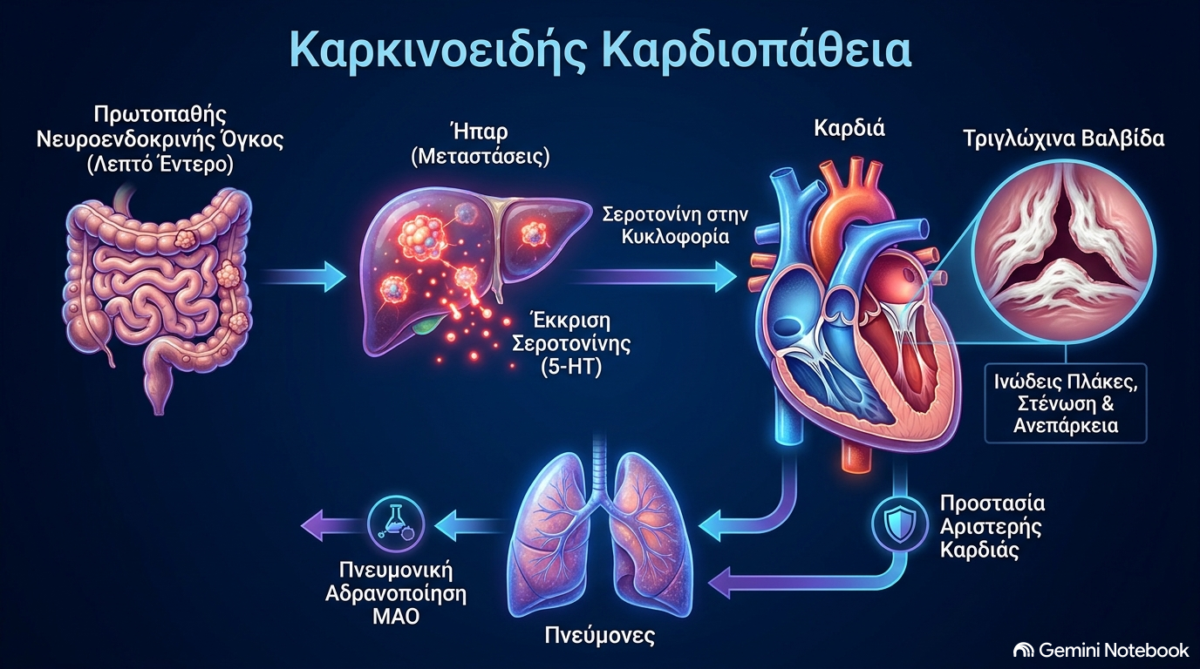 Καρκινοειδής Καρδιοπάθεια
Πρωτοπαθής
Νευροενδοκρινής Όγκος
(Λεπτό Έντερο)
Ήπαρ
(Μεταστάσεις)
Σεροτονίνη στην
Κυκλοφορία
Έκκριση
Σεροτονίνης
(5-HT)
Καρδιά
Τριγλώχινα Βαλβίδα
Ινώδεις Πλάκες,
Στένωση &
Ανεπάρκεια
Προστασία
Αριστερής
Καρδιάς
Πνευμονική
Αδρανοποίηση
MAO
Πνεύμονες
Gemini Notebook